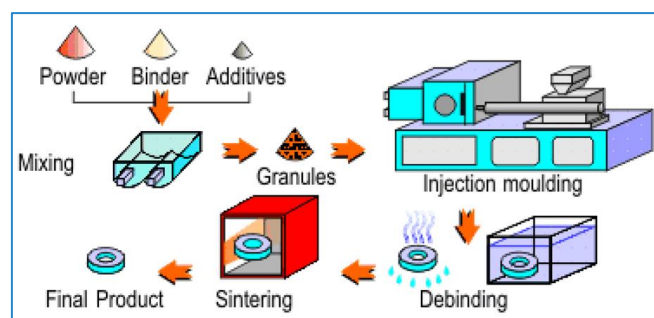 Powder Binder Additives
Mixing
Granules
Injection moulding
Final Product Sintering Debinding